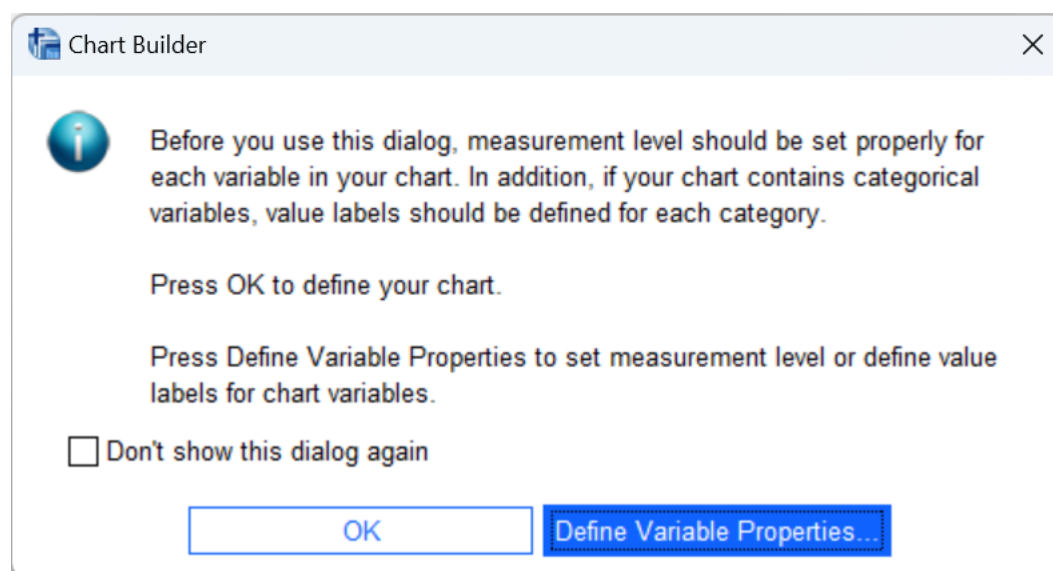 Chart Builder
Before you use this dialog, measurement level should be set properly for
each variable in your chart. In addition, if your chart contains categorical
variables, value labels should be defined for each category.
Press OK to define your chart.
Press Define Variable Properties to set measurement level or define value
labels for chart variables.
Don't show this dialog again
OK
Define Variable Properties...